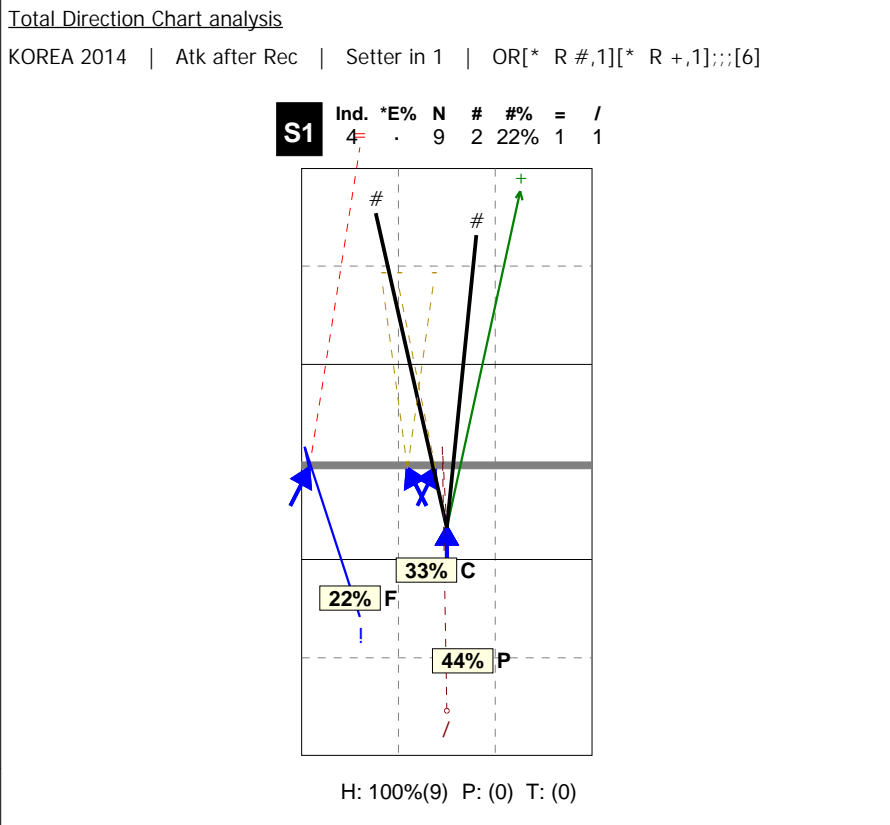 Total Direction Chart analysis
KOREA 2014 | Atk after Rec | Setter in 1 | OR[* R #,1][* R +,1];;;[6]
S1 Ind. *E% N # #% = /
4 . 9 2 22% 1 1
=
+
#
#
- -
33% C
22% F
!
44% P
/
H: 100%(9) P: (0) T: (0)